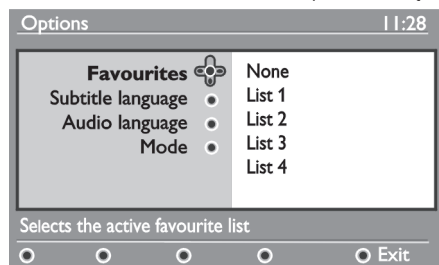 Options 11:28
Favourites None
Subtitle language List 1
Audio language List 2
Mode List 3
List 4
Selects the active favourite list
Exit